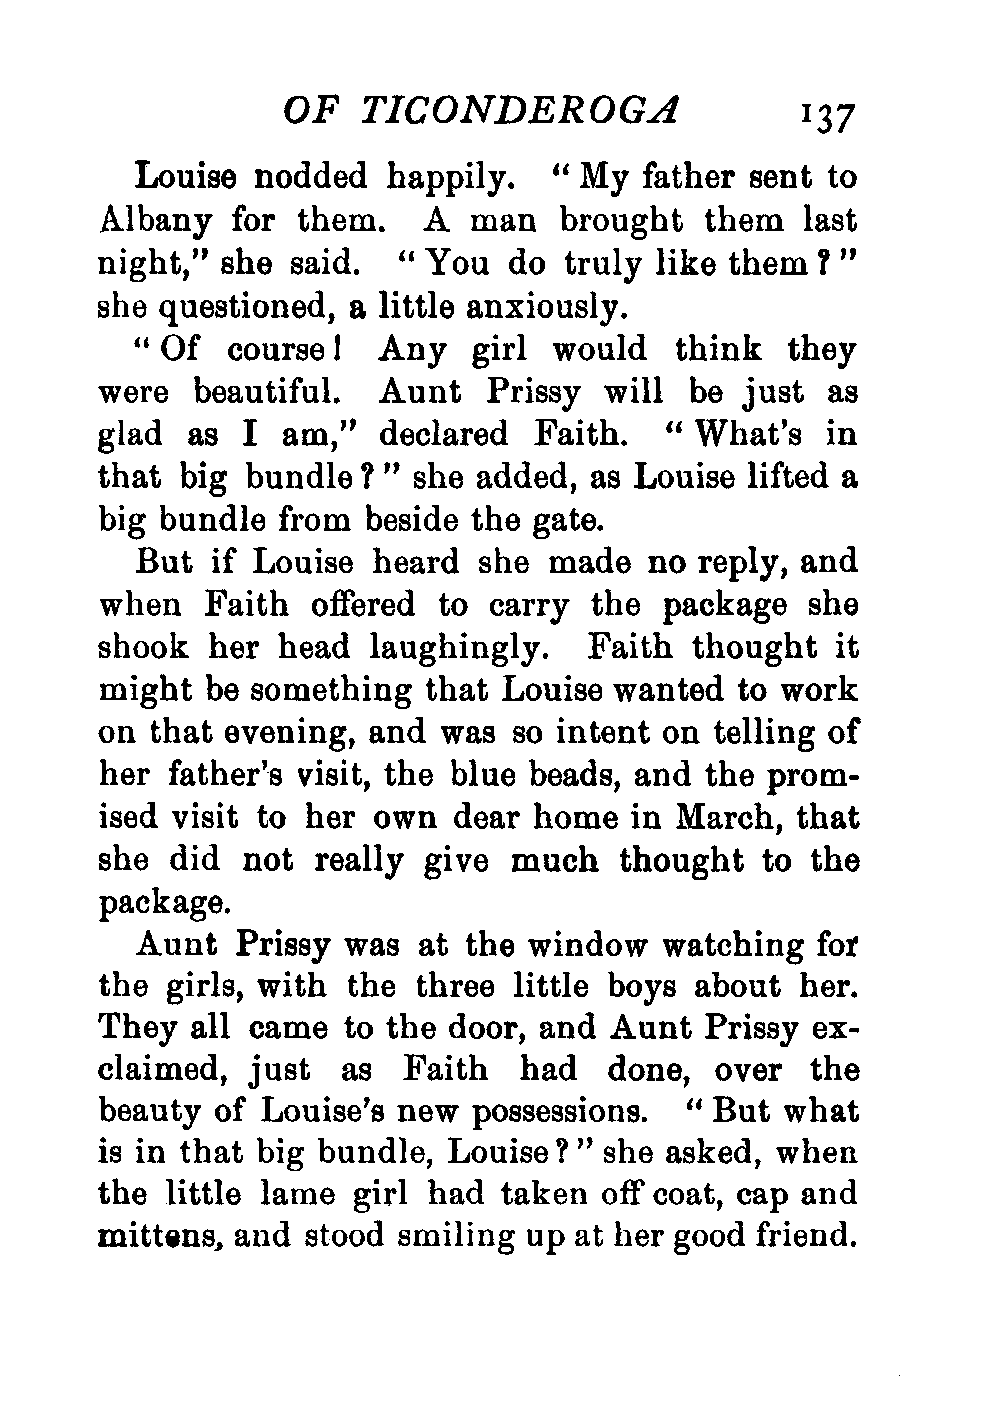 OF TICONDEROGA 137
Louise nodded happily. “ My father sent to
Albany for them. A man brought them last
night,” she said. “ You do truly like them ? ”
she questioned, a little anxiously.
“ Of course ! Any girl would think they
were beautiful. Aunt Prissy will be just as
glad as I am,” declared Faith. “ What’s in
that big bundle ? ” she added, as Louise lifted a
big bundle from beside the gate.
But if Louise heard she made no reply, and
when Faith offered to carry the package she
shook her head laughingly. Faith thought it
might be something that Louise wanted to work
on that evening, and was so intent on telling of
her father’s visit, the blue beads, and the prom-
ised visit to her own dear home in March, that
she did not really give much thought to the
package.
Aunt Prissy was at the window watching for
the girls, with the three little boys about her.
They all came to the door, and Aunt Prissy ex-
claimed, just as Faith had done, over the
beauty of Louise’s new possessions. “ But what
is in that big bundle, Louise ? ” she asked, when
the little lame girl had taken off coat, cap and
mittens, and stood smiling up at her good friend.